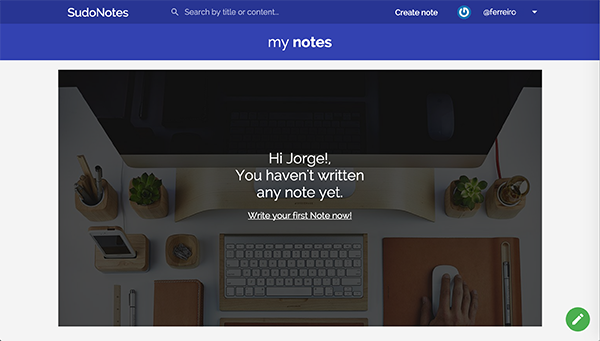 SudoNotes
Search by title or content...
Create note
@ferreiro
my notes
Hi Jorge!,
You haven't written
any note yet.
Write your first Note now!